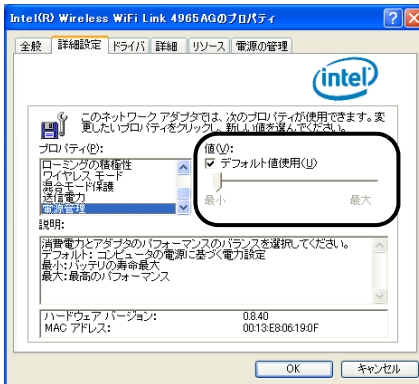 Intel(R) Wireless WiFi Link 4965AGのプロパティ
全般 詳細設定 ドライバ 詳細 リソース 電源の管理
intel
このネットワーク アダプタでは、次のプロパティが使用できます。変
更したいプロパティをクリックし、新しい値を選んでください。
プロパティ(P):
ローミングの積極性
ワイヤレス モード
混合モード保護
送信電力
電源管理
値(V):
デフォルト値使用(U)
最小 最大
説明:
消費電力とアダプタのパフォーマンスのバランスを選択してください。
デフォルト: コンピュータの電源に基づく電力設定
最小: バッテリの寿命最大
最大: 最高のパフォーマンス
ハードウェア バージョン: 0.8.40
MAC アドレス: 00:13:E8:06:19:0F
OK キャンセル